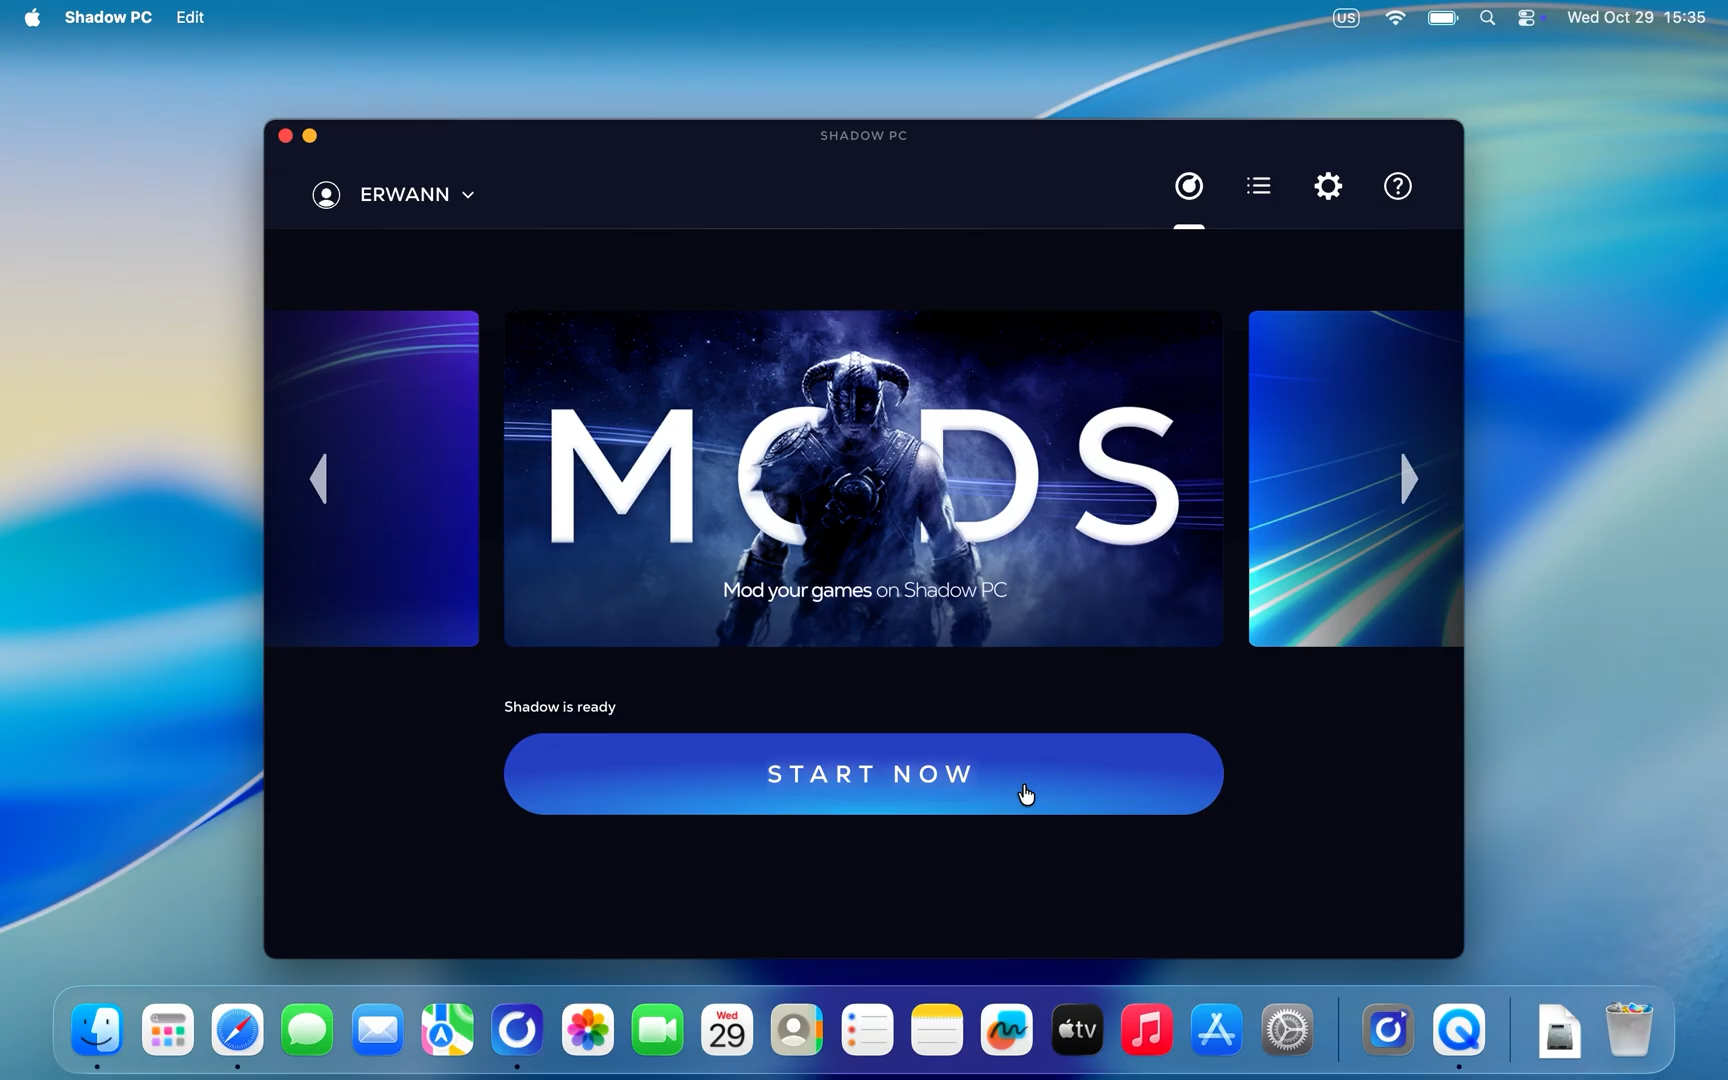 Shadow PC Edit US Wed Oct 29 15:35
SHADOW PC
ERWANN
MODS
Mod your games on Shadow PC
Shadow is ready
START NOW
Wed
29
tv